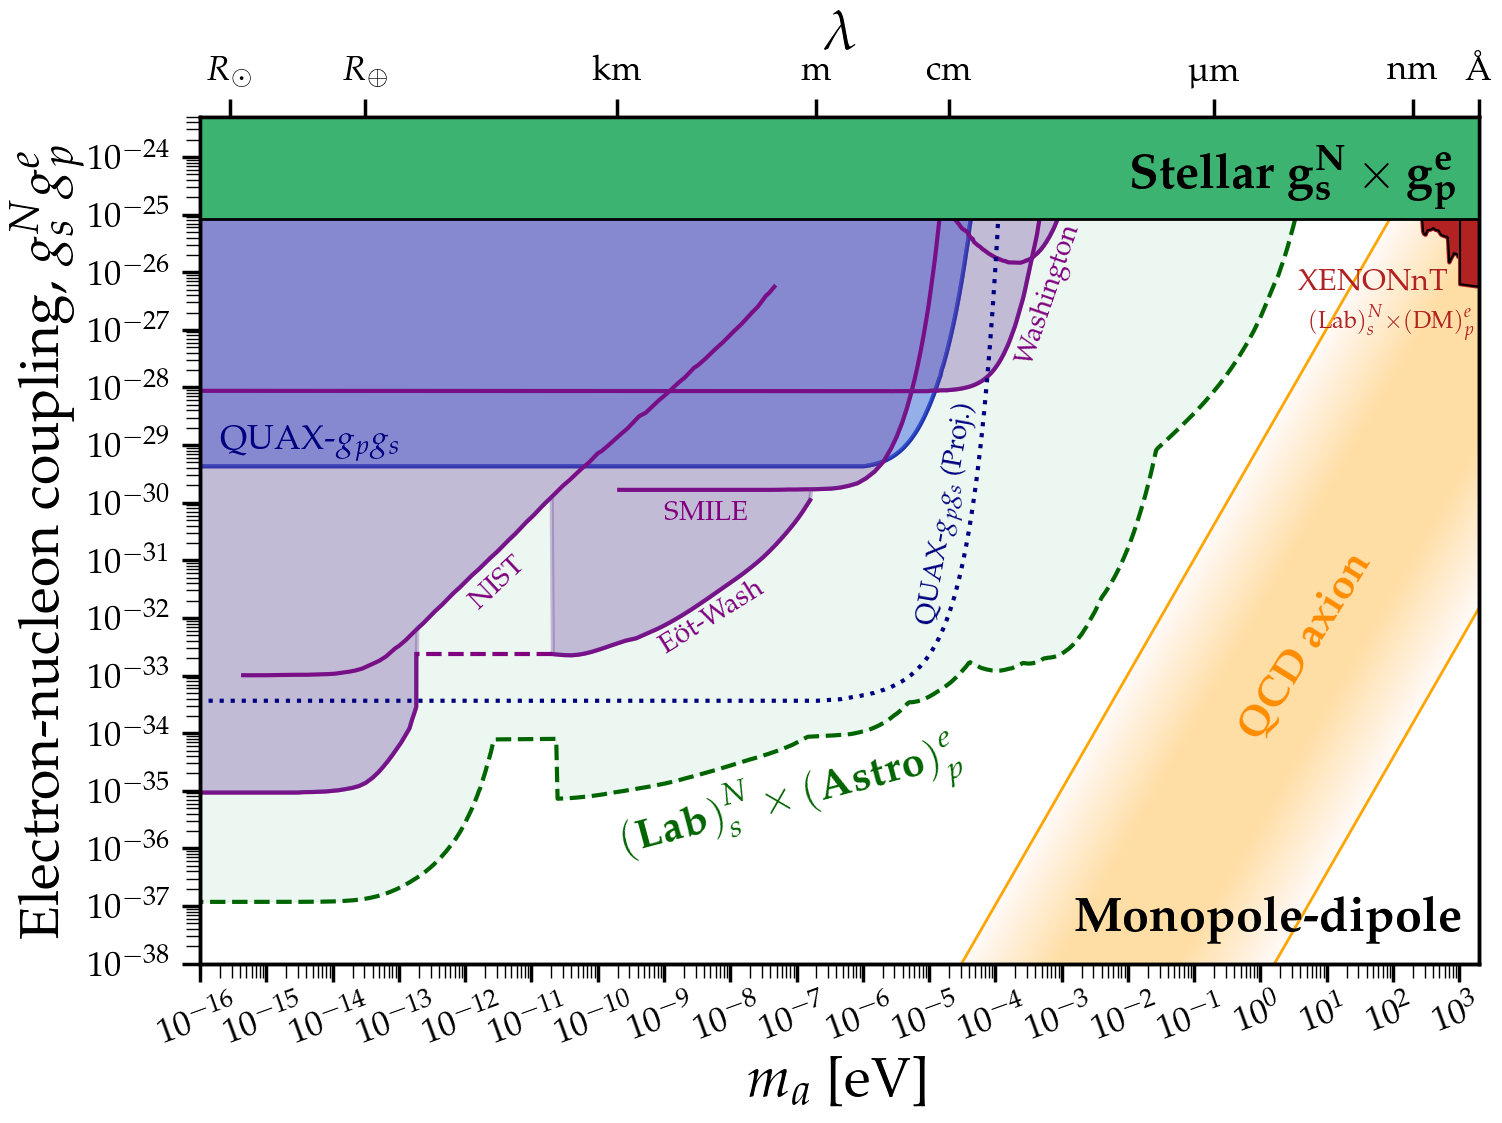 λ
R☉ R⊕ km m cm μm nm Å
Electron-nucleon coupling, g_s^N g_p^e
10^−24
10^−25
10^−26
10^−27
10^−28
10^−29
10^−30
10^−31
10^−32
10^−33
10^−34
10^−35
10^−36
10^−37
10^−38
Stellar g_s^N × g_p^e
XENONnT
(Lab)_s^N×(DM)_p^e
Washington
QUAX-g_pg_s
QUAX-g_pg_s (Proj.)
SMILE
NIST
Eöt-Wash
QCD axion
(Lab)_s^N × (Astro)_p^e
Monopole-dipole
10^−16 10^−15 10^−14 10^−13 10^−12 10^−11 10^−10 10^−9 10^−8 10^−7 10^−6 10^−5 10^−4 10^−3 10^−2 10^−1 10^0 10^1 10^2 10^3
m_a [eV]